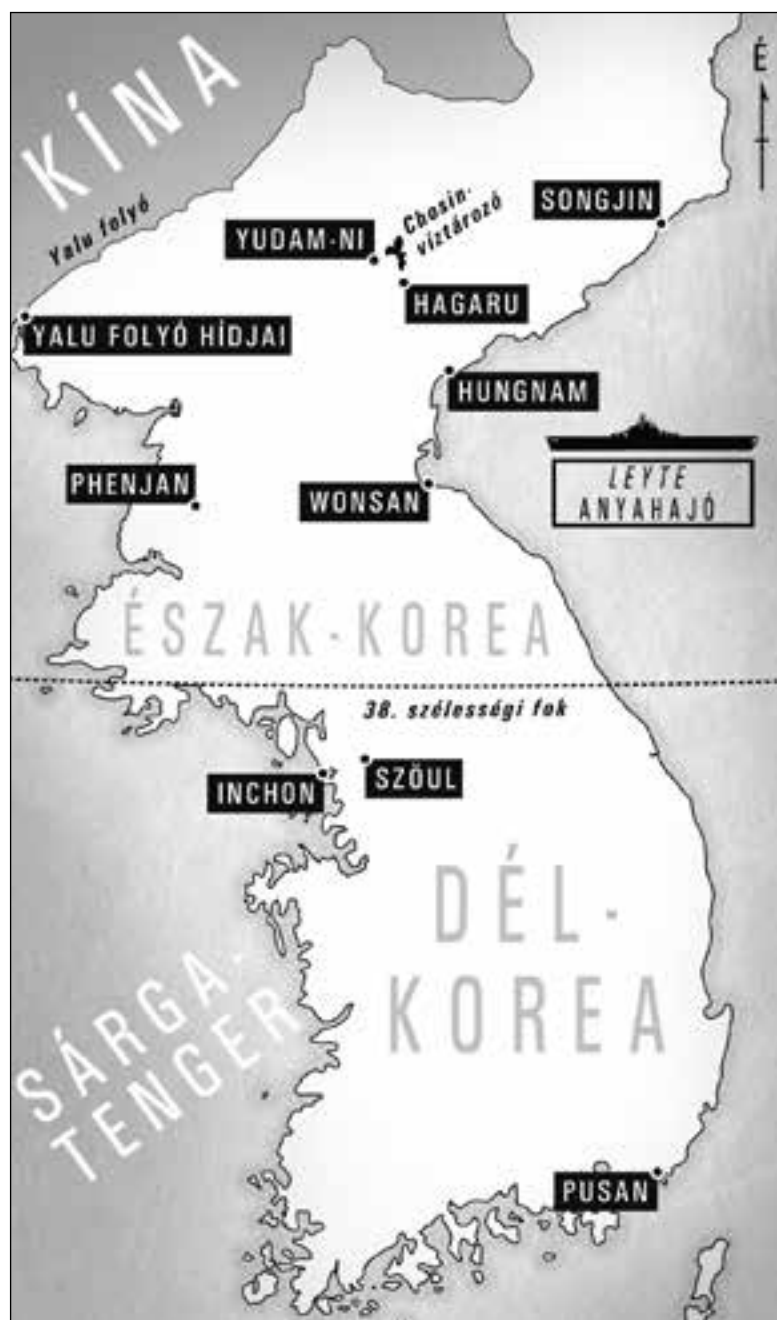 KÍNA
É
Yalu folyó
Chosin-
víztározó
SONGJIN
YUDAM-NI
HAGARU
YALU FOLYÓ HÍDJAI
HUNGNAM
LEYTE
ANYAHAJÓ
PHENJAN
WONSAN
ÉSZAK-KOREA
38. szélességi fok
INCHON
SZÖUL
DÉL-
KOREA
SÁRGA-
TENGER
PUSAN